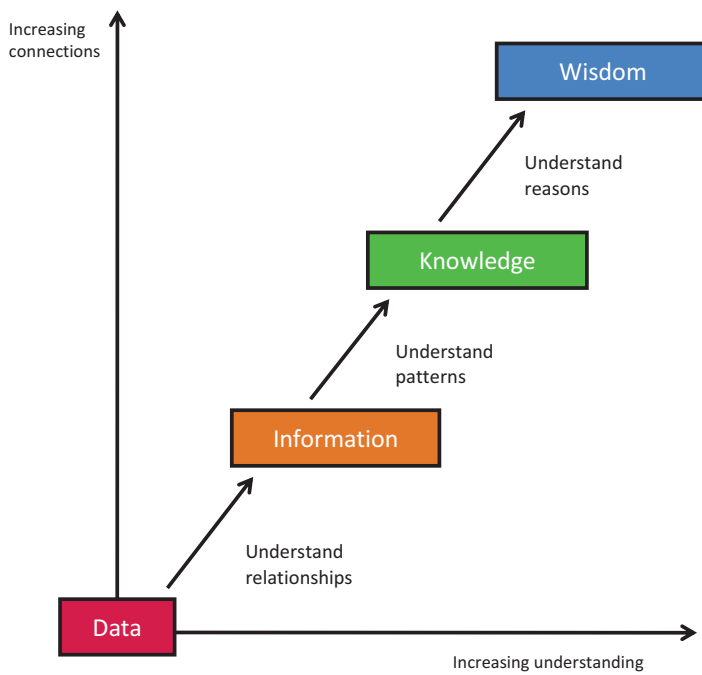 Increasing
connections
Wisdom
Understand
reasons
Knowledge
Understand
patterns
Information
Understand
relationships
Data
Increasing understanding